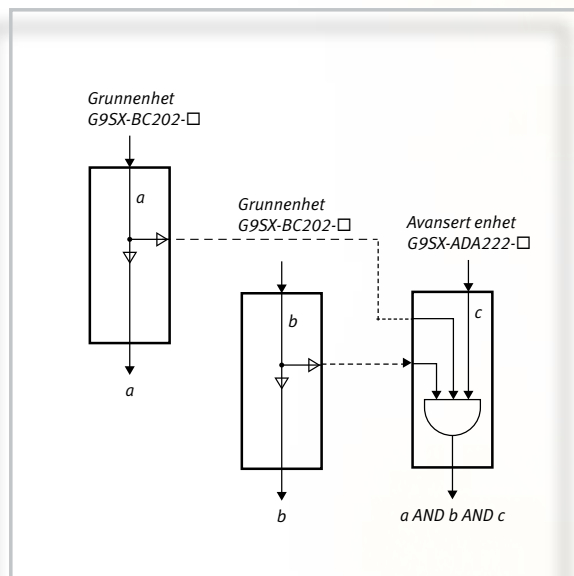 Grunnenhet
G9SX-BC202-□
a
Grunnenhet
G9SX-BC202-□
Avansert enhet
G9SX-ADA222-□
b
c
a
b
a AND b AND c